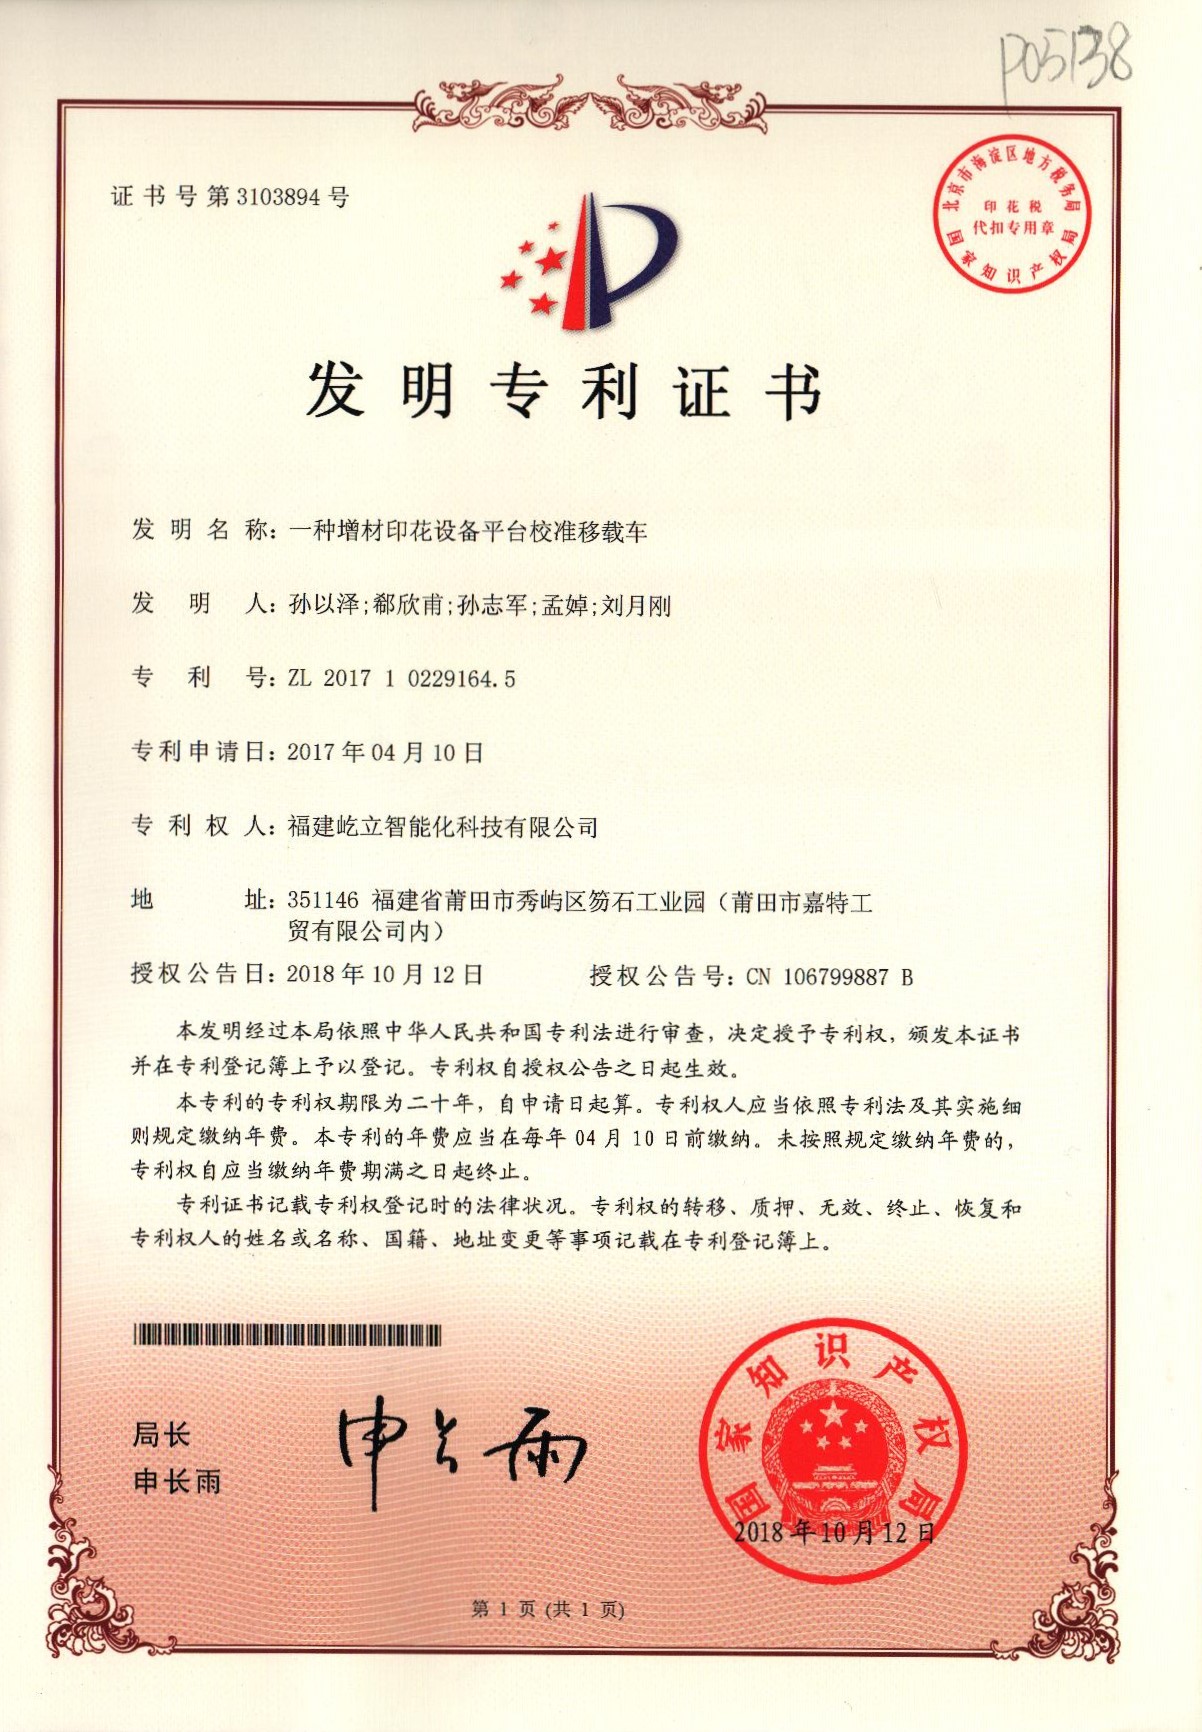 P05138
证书号第3103894号
北京市海淀区地方税务局
印花税
代扣专用章
国家知识产权局
发明专利证书
发明名称：一种增材印花设备平台校准移载车
发明人：孙以泽;郗欣甫;孙志军;孟婥;刘月刚
专利号：ZL 2017 1 0229164.5
专利申请日：2017年04月10日
专利权人：福建屹立智能化科技有限公司
地址：351146 福建省莆田市秀屿区笏石工业园（莆田市嘉特工
贸有限公司内）
授权公告日：2018年10月12日 授权公告号：CN 106799887 B
本发明经过本局依照中华人民共和国专利法进行审查，决定授予专利权，颁发本证书
并在专利登记簿上予以登记。专利权自授权公告之日起生效。
本专利的专利权期限为二十年，自申请日起算。专利权人应当依照专利法及其实施细
则规定缴纳年费。本专利的年费应当在每年04月10日前缴纳。未按照规定缴纳年费的，
专利权自应当缴纳年费期满之日起终止。
专利证书记载专利权登记时的法律状况。专利权的转移、质押、无效、终止、恢复和
专利权人的姓名或名称、国籍、地址变更等事项记载在专利登记簿上。
局长
申长雨
申长雨
国家知识产权局
2018年10月12日
第 1 页 (共 1 页)